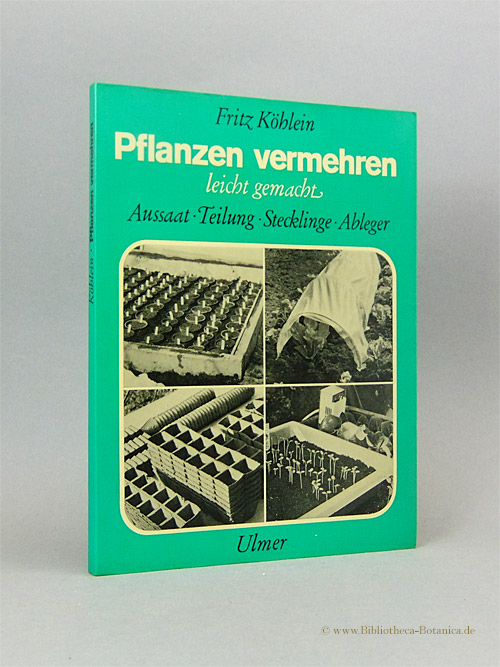 Fritz Köhlein
Pflanzen vermehren
leicht gemacht
Aussaat · Teilung · Stecklinge · Ableger
Ulmer
Köhlein · Pflanzen vermehren
© www.Bibliotheca-Botanica.de